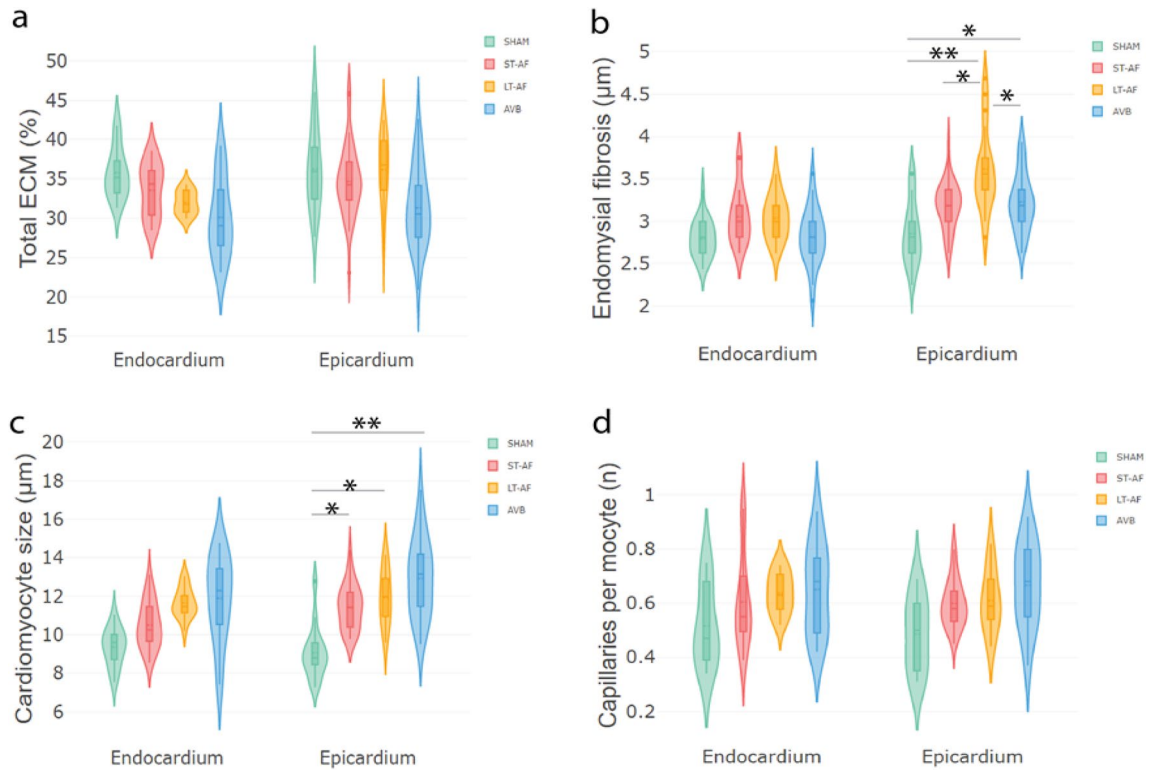 a
Total ECM (%)
50
45
40
35
30
25
20
15
Endocardium
Epicardium
SHAM
ST-AF
LT-AF
AVB
b
Endomysial fibrosis (µm)
5
4.5
4
3.5
3
2.5
2
*
**
*
*
Endocardium
Epicardium
SHAM
ST-AF
LT-AF
AVB
c
Cardiomyocyte size (µm)
20
18
16
14
12
10
8
6
**
*
*
Endocardium
Epicardium
SHAM
ST-AF
LT-AF
AVB
d
Capillaries per mocyte (n)
1
0.8
0.6
0.4
0.2
Endocardium
Epicardium
SHAM
ST-AF
LT-AF
AVB